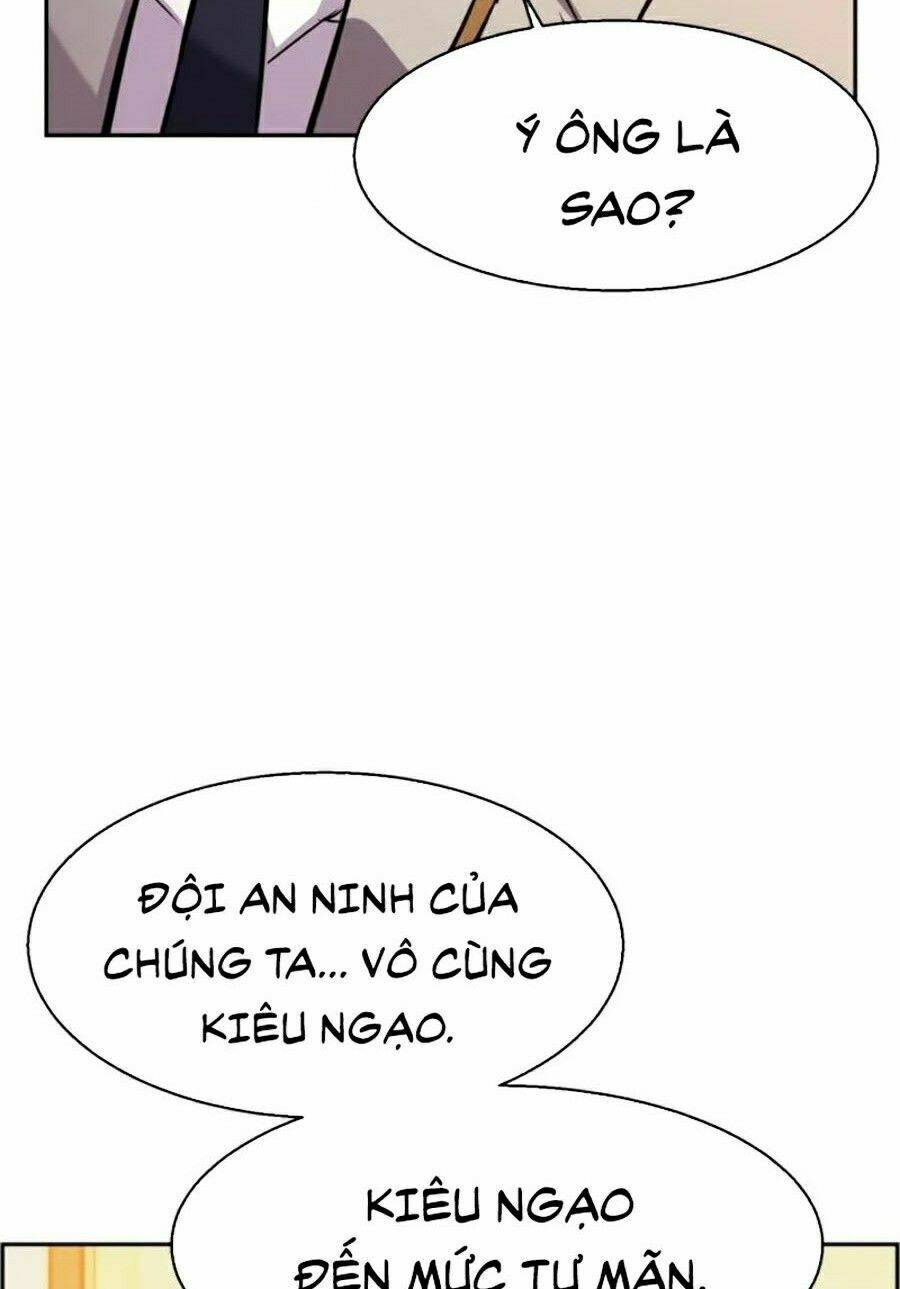 Ý ÔNG LÀ
SAO?
ĐỘI AN NINH CỦA
CHÚNG TA... VÔ CÙNG
KIÊU NGẠO.
KIÊU NGẠO
ĐẾN MỨC TỰ MÃN.